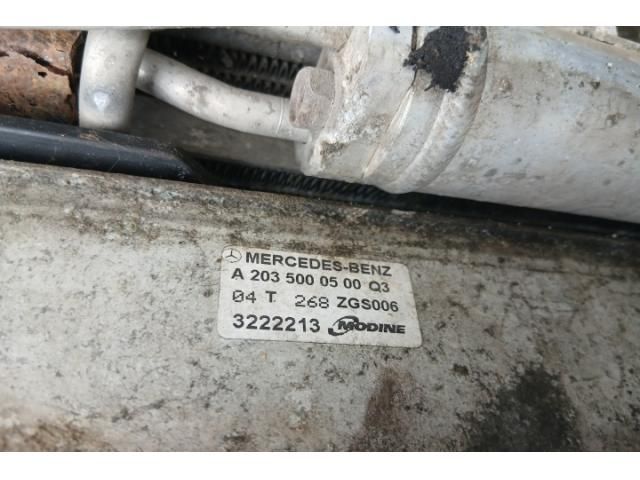 MERCEDES-BENZ
A 203 500 05 00 Q3
04 T 268 ZGS006
3222213 MODINE